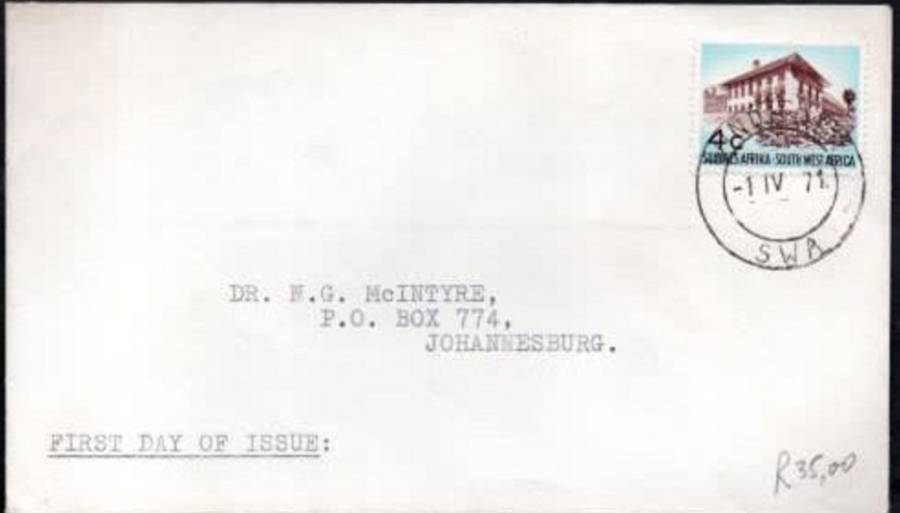 4c
SUIDWES AFRIKA · SOUTH WEST AFRICA
-1 IV 71
SWA
DR. N.G. McINTYRE,
P.O. BOX 774,
JOHANNESBURG.
FIRST DAY OF ISSUE:
R35,00